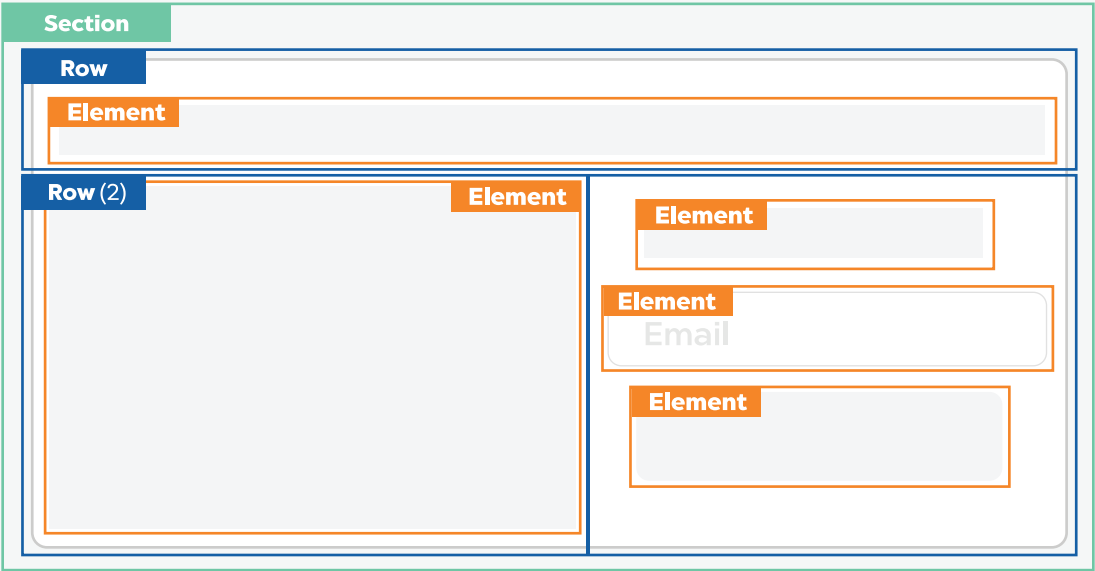 Section
Row
Element
Row (2)
Element
Element
Element
Email
Element